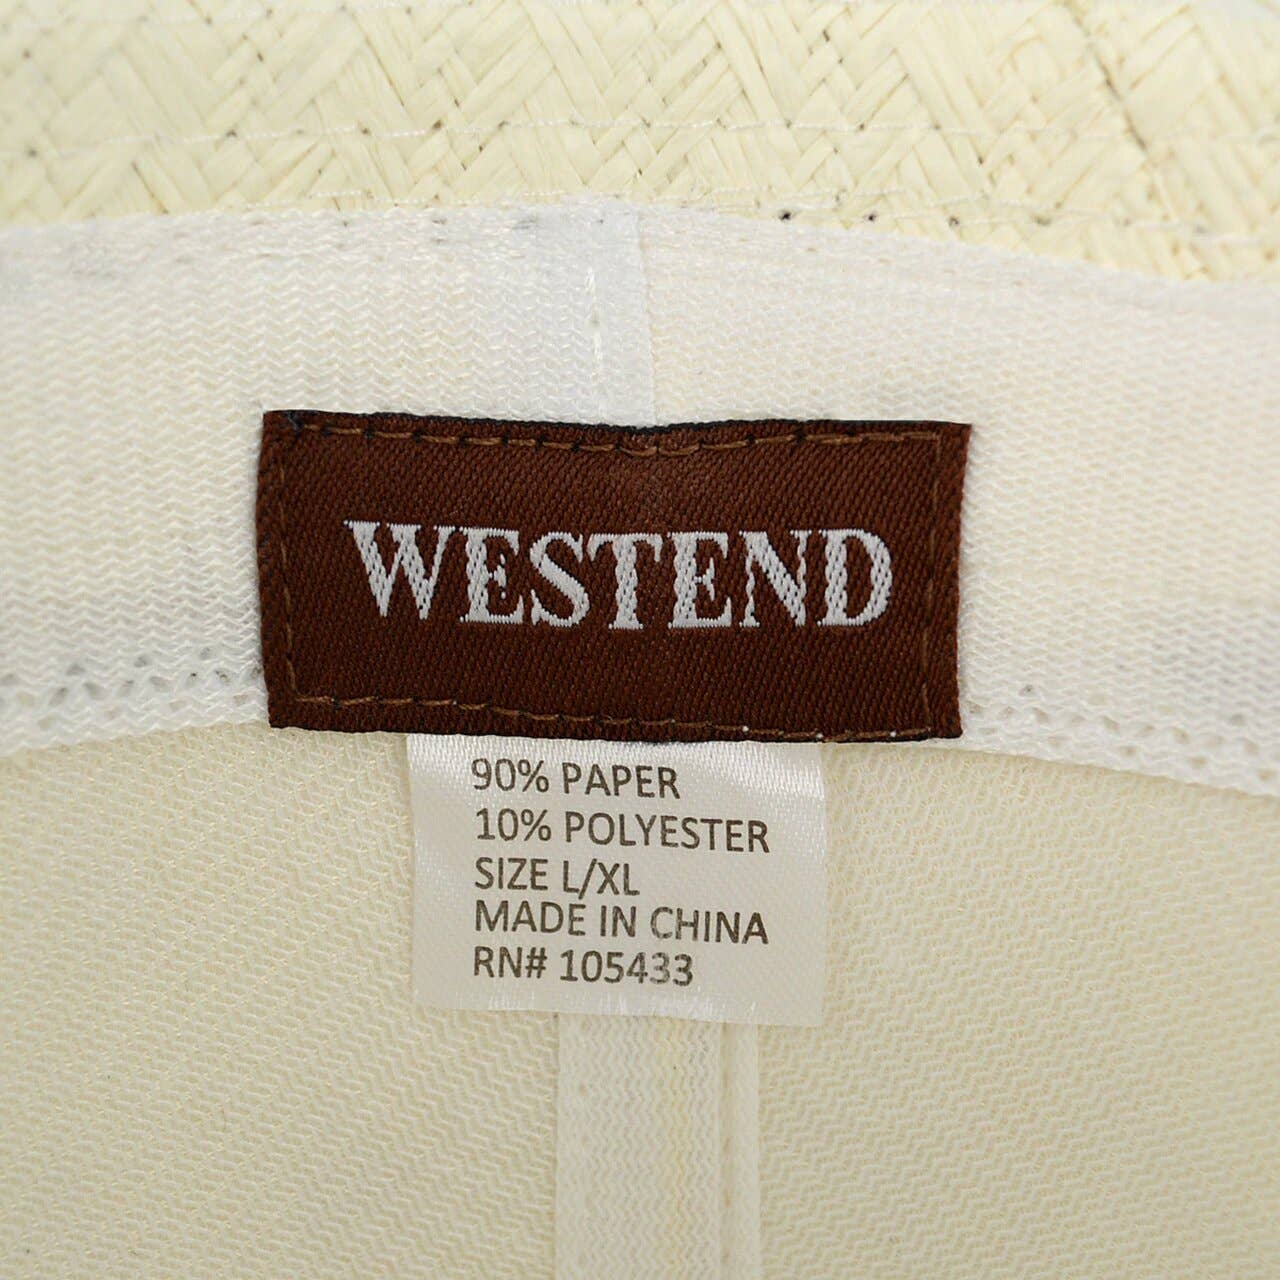 WESTEND
90% PAPER
10% POLYESTER
SIZE L/XL
MADE IN CHINA
RN# 105433